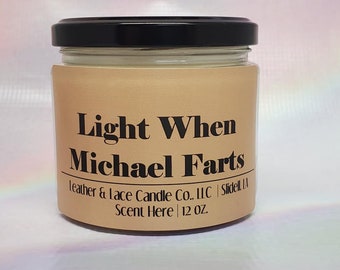 Light When
Michael Farts
Leather & Lace Candle Co., LLC | Slidell, LA
Scent Here | 12 oz.